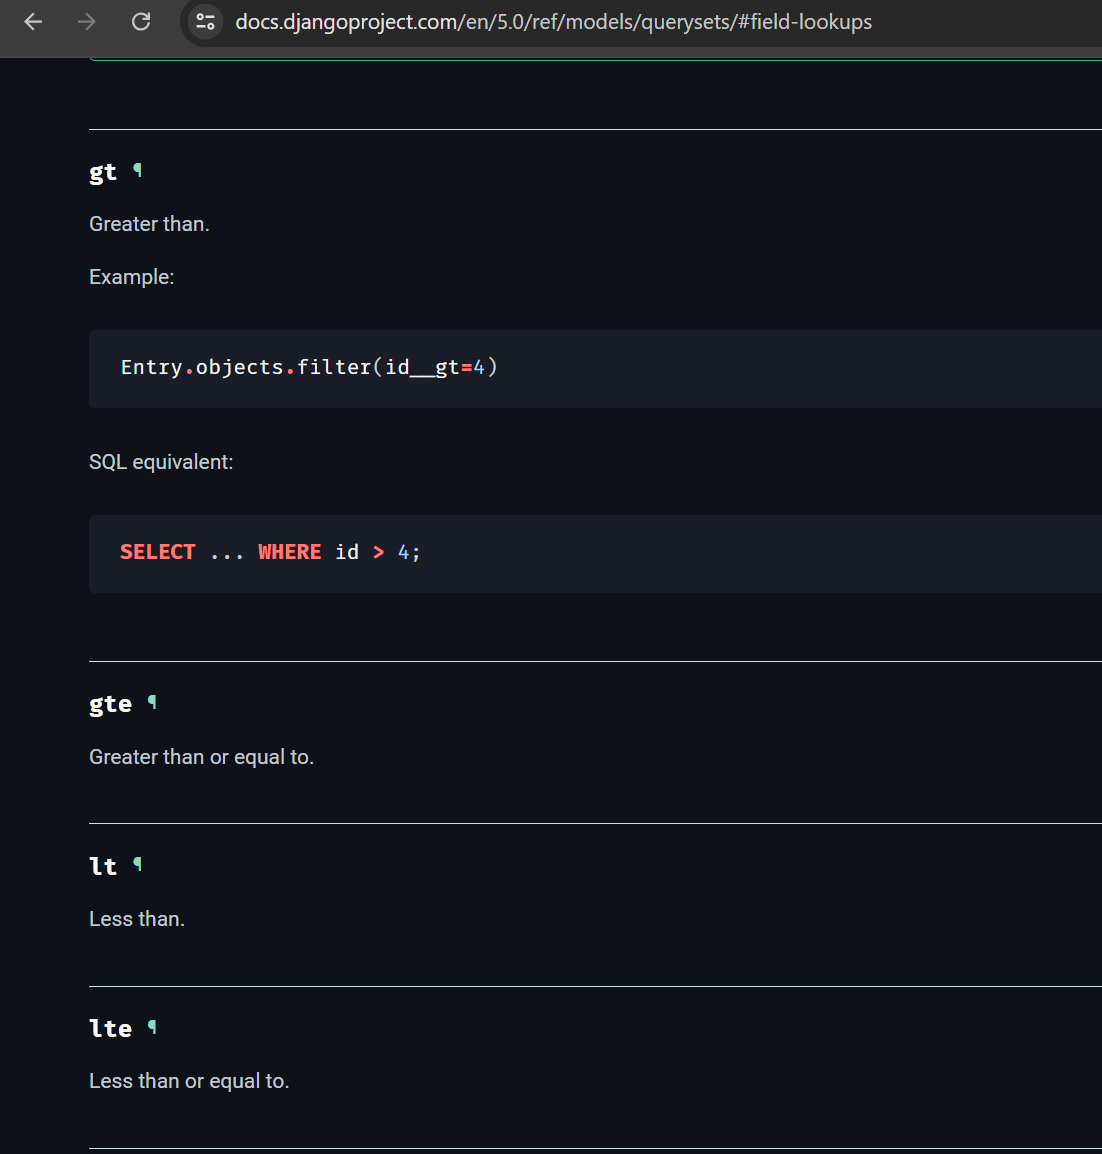 docs.djangoproject.com/en/5.0/ref/models/querysets/#field-lookups
gt ¶
Greater than.
Example:
Entry.objects.filter(id__gt=4)
SQL equivalent:
SELECT ... WHERE id > 4;
gte ¶
Greater than or equal to.
lt ¶
Less than.
lte ¶
Less than or equal to.